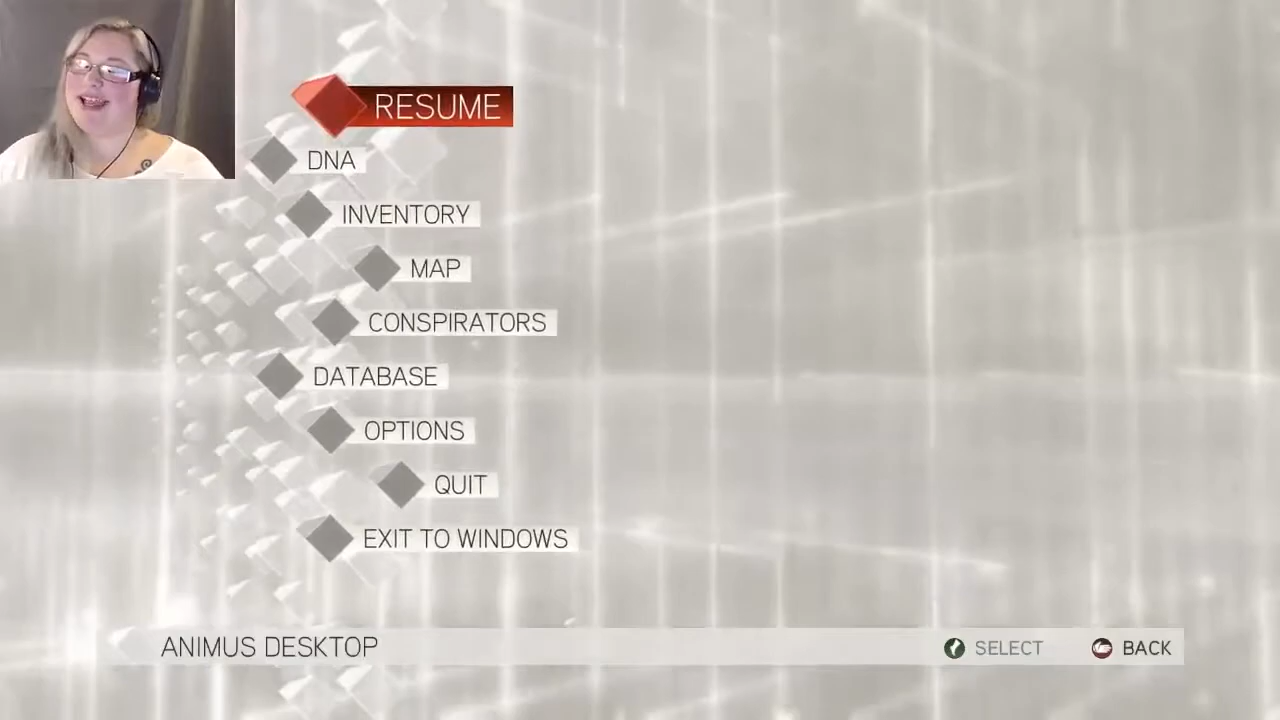 RESUME
DNA
INVENTORY
MAP
CONSPIRATORS
DATABASE
OPTIONS
QUIT
EXIT TO WINDOWS
ANIMUS DESKTOP
SELECT
BACK